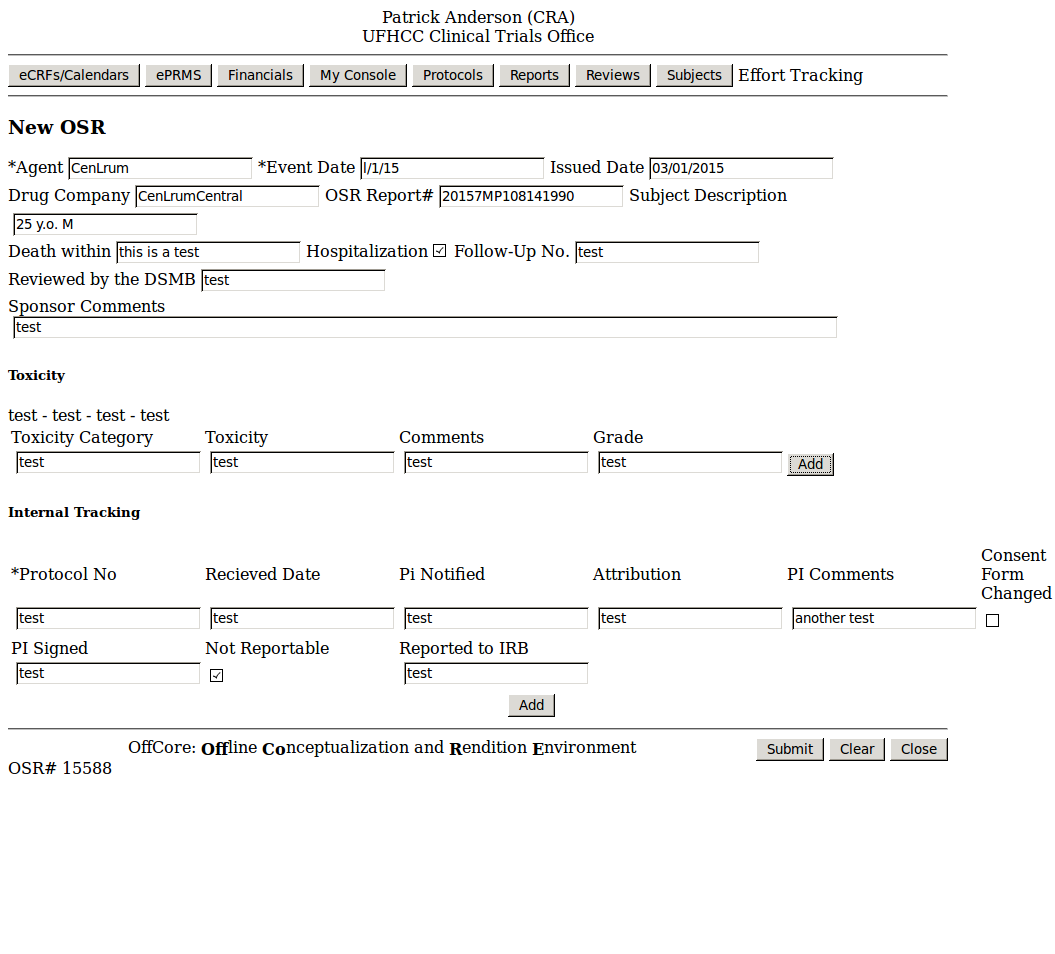 Patrick Anderson (CRA)
UFHCC Clinical Trials Office
eCRFs/Calendars ePRMS Financials My Console Protocols Reports Reviews Subjects Effort Tracking
New OSR
*Agent CenLrum *Event Date l/1/15 Issued Date 03/01/2015
Drug Company CenLrumCentral OSR Report# 20157MP108141990 Subject Description
25 y.o. M
Death within this is a test Hospitalization Follow-Up No. test
Reviewed by the DSMB test
Sponsor Comments
test
Toxicity
test - test - test - test
Toxicity Category Toxicity Comments Grade
test test test test Add
Internal Tracking
*Protocol No Recieved Date Pi Notified Attribution PI Comments Consent Form Changed
test test test test another test
PI Signed Not Reportable Reported to IRB
test test
Add
OffCore: Offline Conceptualization and Rendition Environment Submit Clear Close
OSR# 15588